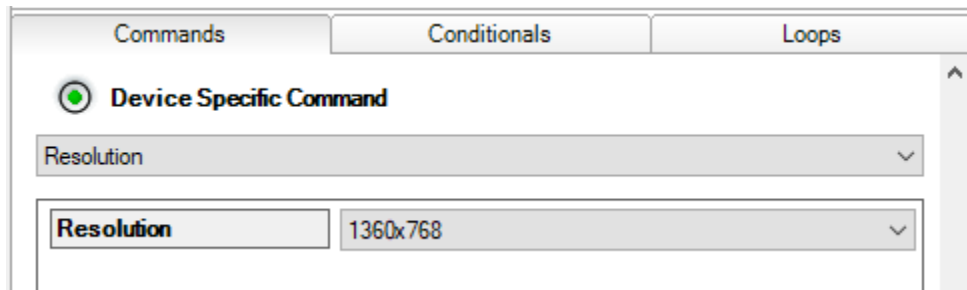 Commands Conditionals Loops
Device Specific Command
Resolution
Resolution 1360x768